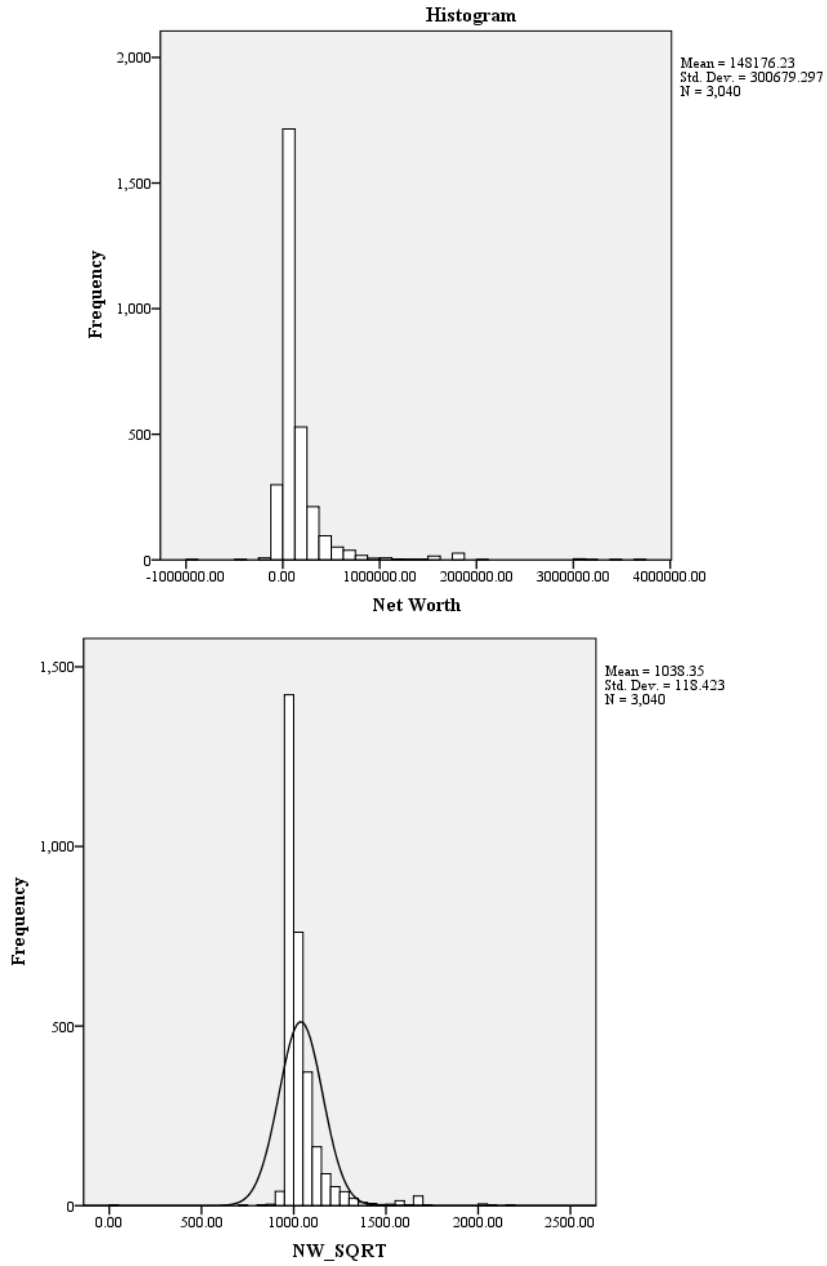 Histogram
2,000
1,500
1,000
500
0
Frequency
-1000000.00 0.00 1000000.00 2000000.00 3000000.00 4000000.00
Net Worth
Mean = 148176.23
Std. Dev. = 300679.297
N = 3,040
1,500
1,000
500
0
Frequency
0.00 500.00 1000.00 1500.00 2000.00 2500.00
NW_SQRT
Mean = 1038.35
Std. Dev. = 118.423
N = 3,040